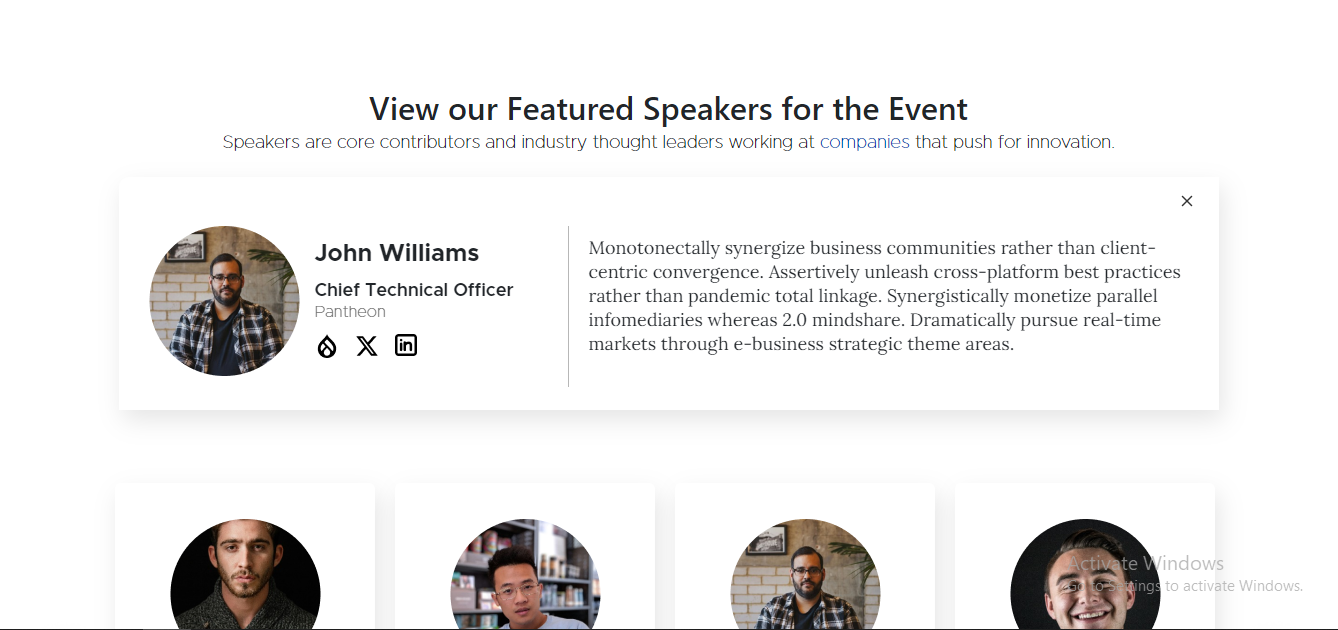 View our Featured Speakers for the Event
Speakers are core contributors and industry thought leaders working at companies that push for innovation.
John Williams
Chief Technical Officer
Pantheon
in
Monotonectally synergize business communities rather than client-
centric convergence. Assertively unleash cross-platform best practices
rather than pandemic total linkage. Synergistically monetize parallel
infomediaries whereas 2.0 mindshare. Dramatically pursue real-time
markets through e-business strategic theme areas.
Activate Windows
Go to Settings to activate Windows.